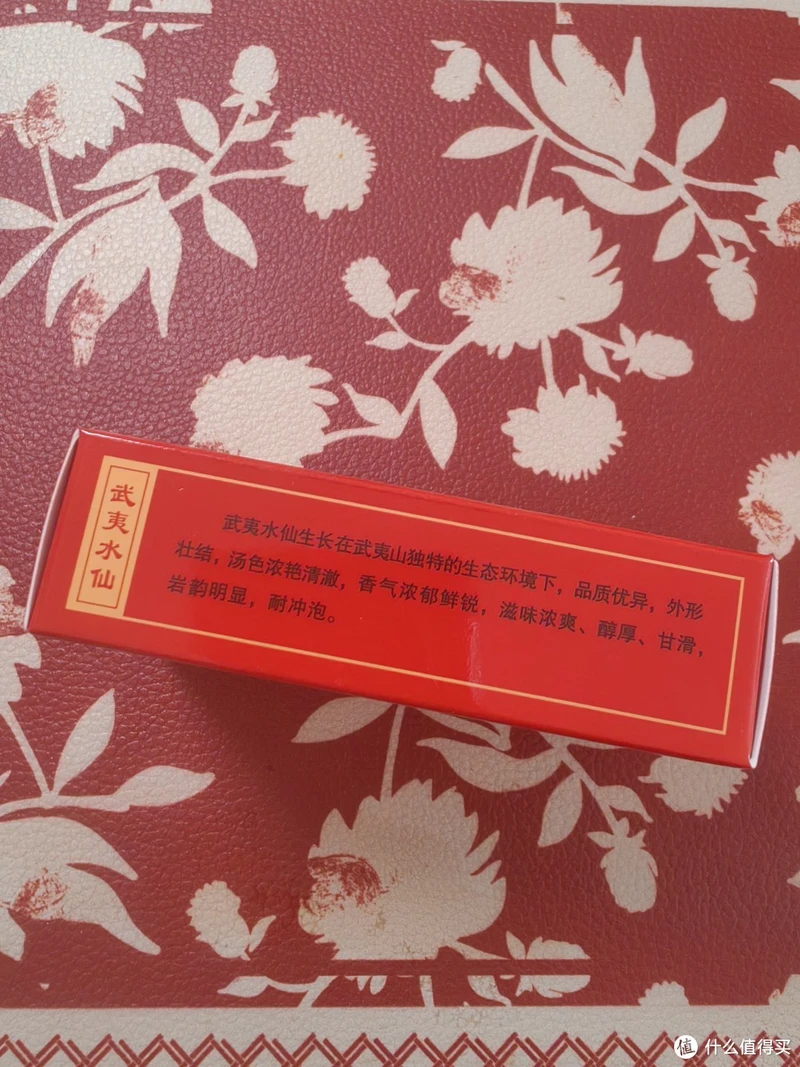 武夷水仙
武夷水仙生长在武夷山独特的生态环境下，品质优异，外形
壮结，汤色浓艳清澈，香气浓郁鲜锐，滋味浓爽、醇厚、甘滑，
岩韵明显，耐冲泡。
值 什么值得买